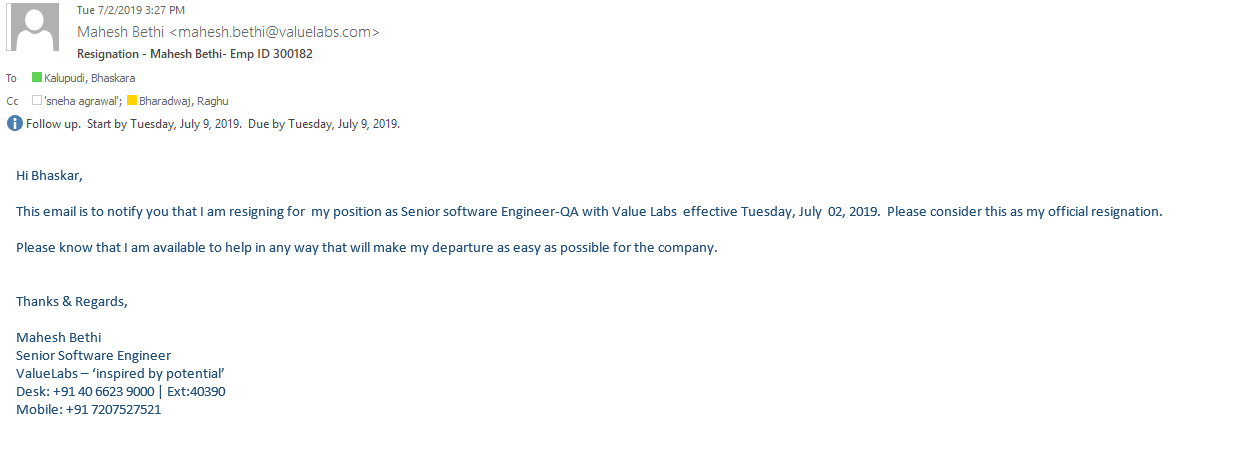 Tue 7/2/2019 3:27 PM
Mahesh Bethi <mahesh.bethi@valuelabs.com>
Resignation - Mahesh Bethi- Emp ID 300182
To Kalupudi, Bhaskara
Cc 'sneha agrawal'; Bharadwaj, Raghu
Follow up. Start by Tuesday, July 9, 2019. Due by Tuesday, July 9, 2019.
Hi Bhaskar,
This email is to notify you that I am resigning for my position as Senior software Engineer-QA with Value Labs effective Tuesday, July 02, 2019. Please consider this as my official resignation.
Please know that I am available to help in any way that will make my departure as easy as possible for the company.
Thanks & Regards,
Mahesh Bethi
Senior Software Engineer
ValueLabs – ‘inspired by potential’
Desk: +91 40 6623 9000 | Ext:40390
Mobile: +91 7207527521